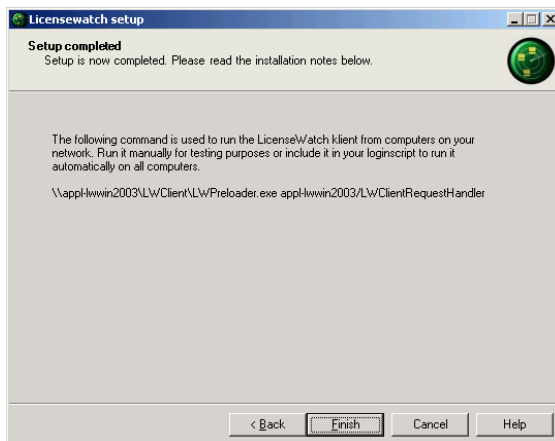 Licensewatch setup
Setup completed
Setup is now completed. Please read the installation notes below.
The following command is used to run the LicenseWatch klient from computers on your
network. Run it manually for testing purposes or include it in your loginscript to run it
automatically on all computers.
\\appl-lwwin2003\LWClient\LWPreloader.exe appl-lwwin2003/LWClientRequestHandler
< Back
Finish
Cancel
Help